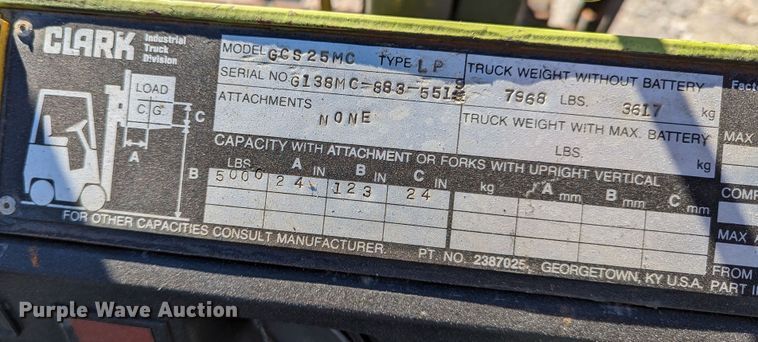 CLARK Industrial Truck Division
MODEL GCS25MC TYPE LP
SERIAL NO G138MC-883-551
ATTACHMENTS
NONE
TRUCK WEIGHT WITHOUT BATTERY
7968 LBS. 3617 kg
TRUCK WEIGHT WITH MAX. BATTERY
LBS. kg
CAPACITY WITH ATTACHMENT OR FORKS WITH UPRIGHT VERTICAL
LBS A IN B IN C IN kg A mm B mm C mm
5000 24 123 24
LOAD
C G
C
A
B
FOR OTHER CAPACITIES CONSULT MANUFACTURER.
PT. NO. 2387025, GEORGETOWN, KY U.S.A.
MAX
COMP
MAX A
FROM
PART I
Purple Wave Auction